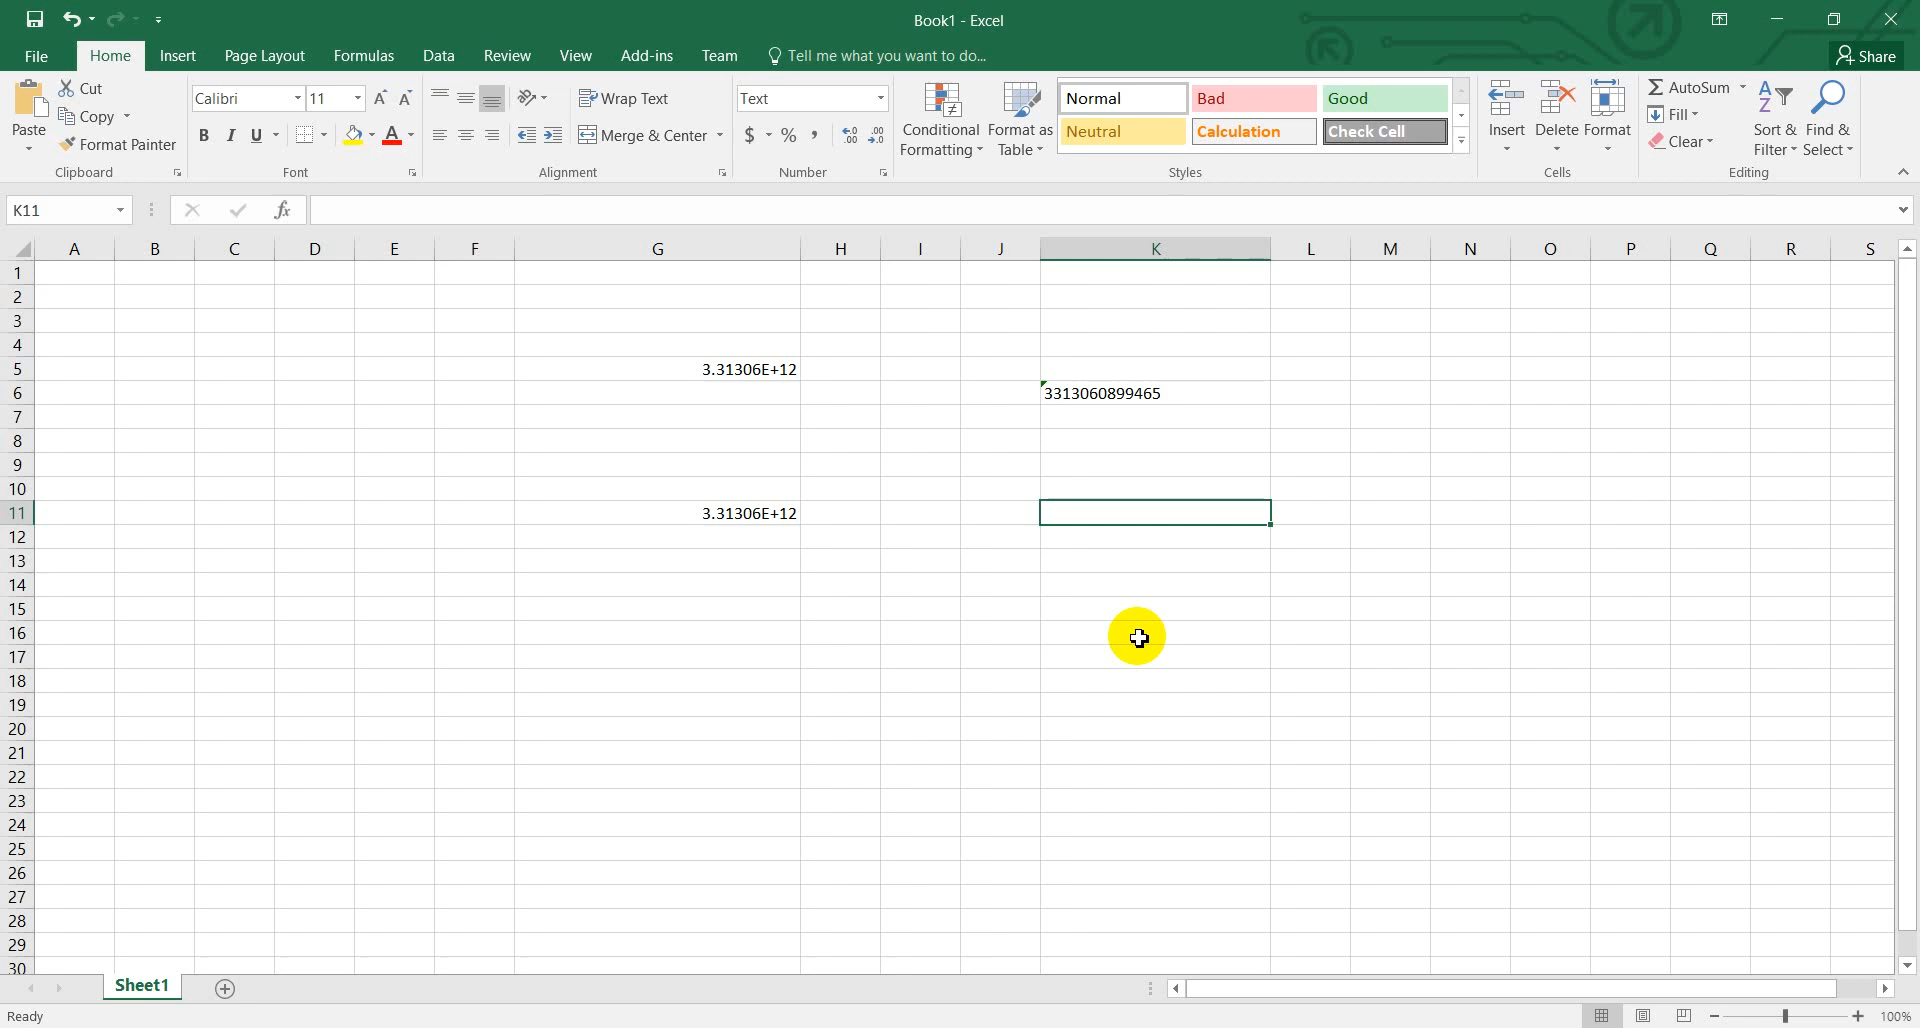 Book1 - Excel
File Home Insert Page Layout Formulas Data Review View Add-ins Team Tell me what you want to do... Share
Paste Cut Copy Format Painter Clipboard
Calibri 11 B I U A Font
Wrap Text Merge & Center Alignment
Text $ % , .00 Number
Conditional Formatting Format as Table
Normal Bad Good
Neutral Calculation Check Cell
Styles
Insert Delete Format
Cells
AutoSum Fill Clear Sort & Filter Find & Select
Editing
K11 fx
A B C D E F G H I J K L M N O P Q R S
1
2
3
4
5 3.31306E+12
6 3313060899465
7
8
9
10
11 3.31306E+12
12
13
14
15
16
17
18
19
20
21
22
23
24
25
26
27
28
29
30
Sheet1
Ready 100%